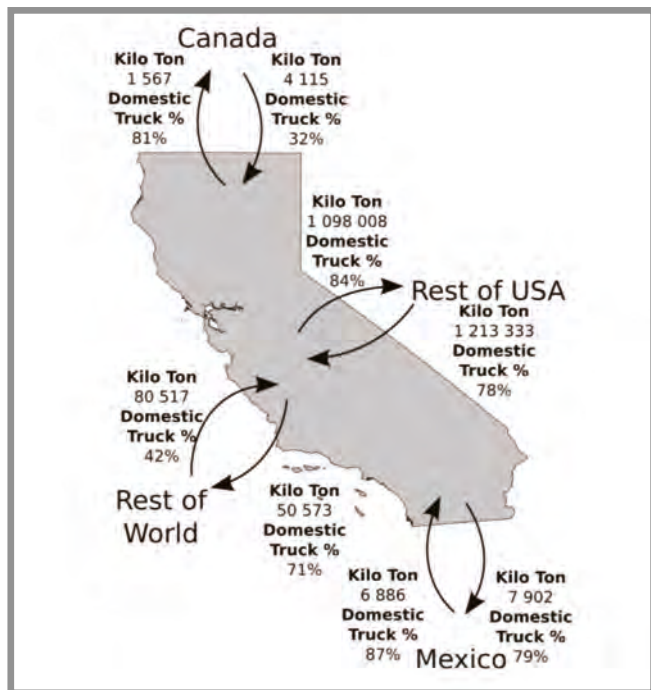 Canada
Kilo Ton
1 567
Domestic
Truck %
81%
Kilo Ton
4 115
Domestic
Truck %
32%
Kilo Ton
1 098 008
Domestic
Truck %
84%
Rest of USA
Kilo Ton
1 213 333
Domestic
Truck %
78%
Kilo Ton
80 517
Domestic
Truck %
42%
Rest of
World
Kilo Ton
50 573
Domestic
Truck %
71%
Kilo Ton
6 886
Domestic
Truck %
87%
Kilo Ton
7 902
Domestic
Truck %
79%
Mexico